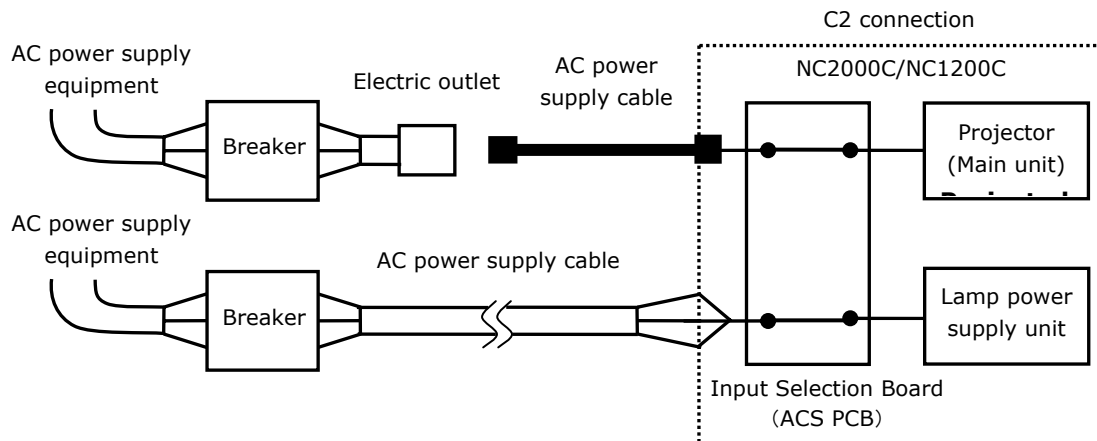 C2 connection
AC power supply
equipment
Electric outlet
AC power
supply cable
NC2000C/NC1200C
Breaker
Projector
(Main unit)
AC power supply
equipment
AC power supply cable
Breaker
Lamp power
supply unit
Input Selection Board
（ACS PCB）